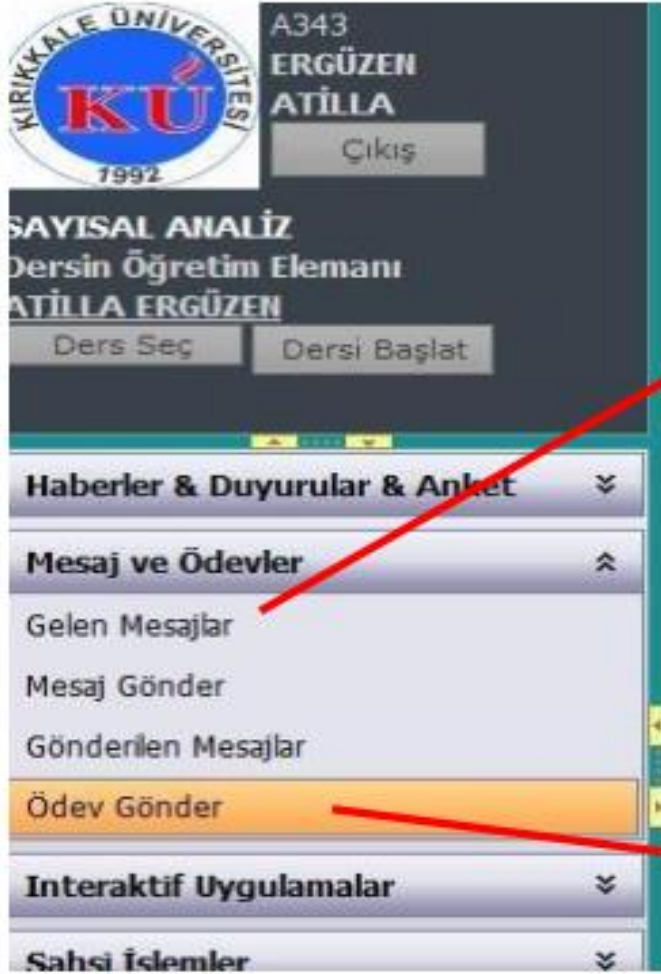 KIRIKKALE ÜNİVERSİTESİ
KÜ
1992
A343
ERGÜZEN
ATİLLA
Çıkış
SAYISAL ANALİZ
Dersin Öğretim Elemanı
ATİLLA ERGÜZEN
Ders Seç
Dersi Başlat
Haberler & Duyurular & Anket
Mesaj ve Ödevler
Gelen Mesajlar
Mesaj Gönder
Gönderilen Mesajlar
Ödev Gönder
Interaktif Uygulamalar
Şahsi İşlemler